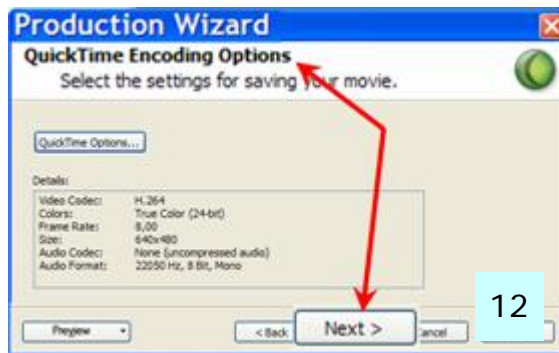 Production Wizard
QuickTime Encoding Options
Select the settings for saving your movie.
QuickTime Options...
Details:
Video Codec: H.264
Colors: True Color (24-bit)
Frame Rate: 8,00
Size: 640x480
Audio Codec: None (uncompressed audio)
Audio Format: 22050 Hz, 8 Bit, Mono
Preview < Back Next > Cancel
12